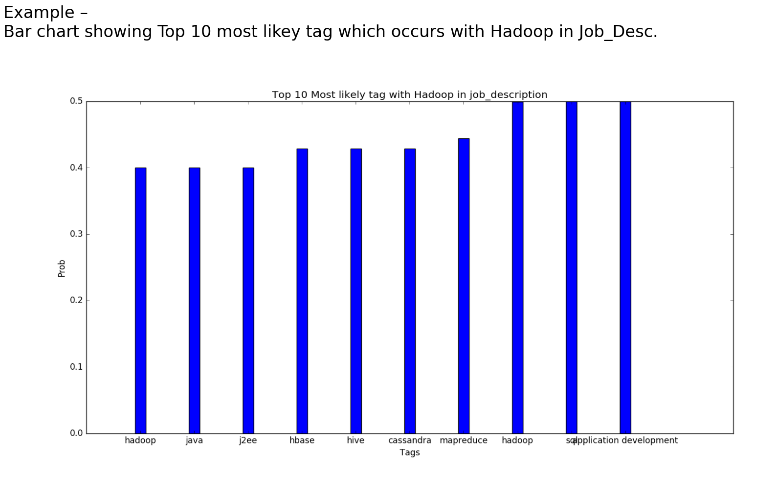 Example –
Bar chart showing Top 10 most likey tag which occurs with Hadoop in Job_Desc.
Top 10 Most likely tag with Hadoop in job_description
0.5
0.4
0.3
0.2
0.1
0.0
Prob
hadoop java j2ee hbase hive cassandra mapreduce hadoop sql application development
Tags